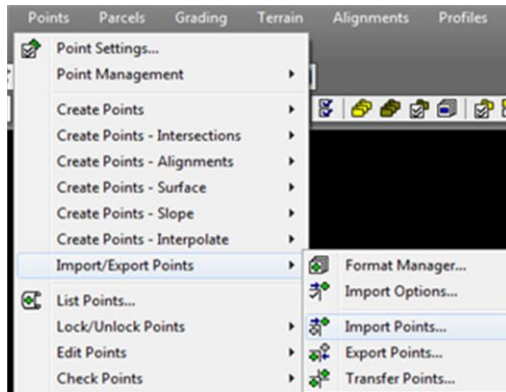 Points Parcels Grading Terrain Alignments Profiles
Point Settings...
Point Management
Create Points
Create Points - Intersections
Create Points - Alignments
Create Points - Surface
Create Points - Slope
Create Points - Interpolate
Import/Export Points
List Points...
Lock/Unlock Points
Edit Points
Check Points
Format Manager...
Import Options...
Import Points...
Export Points...
Transfer Points...